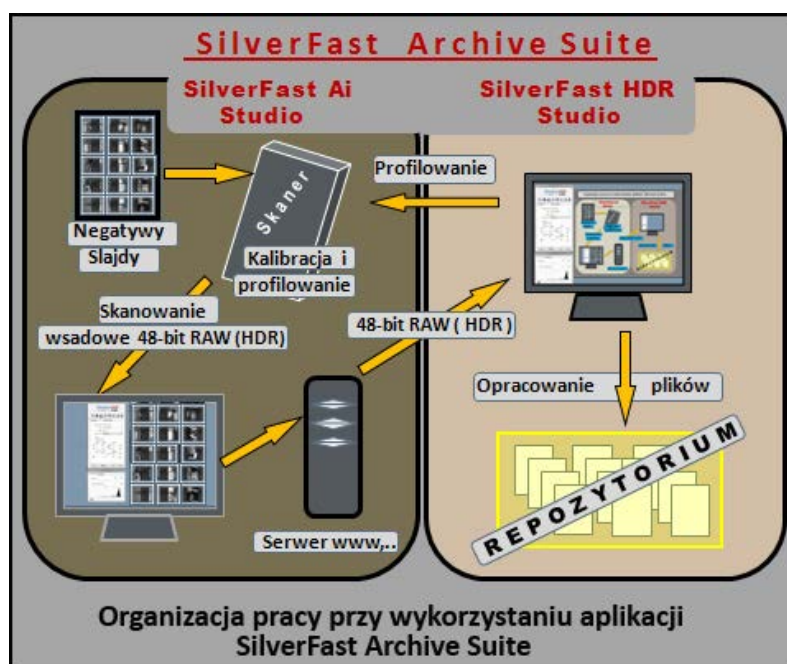 SilverFast Archive Suite
SilverFast Ai
Studio
SilverFast HDR
Studio
Negatywy
Slajdy
Skaner
Kalibracja i
profilowanie
Profilowanie
Skanowanie
wsadowe 48-bit RAW (HDR)
48-bit RAW ( HDR )
Serwer www,..
Opracowanie plików
REPOZYTORIUM
Organizacja pracy przy wykorzystaniu aplikacji
SilverFast Archive Suite